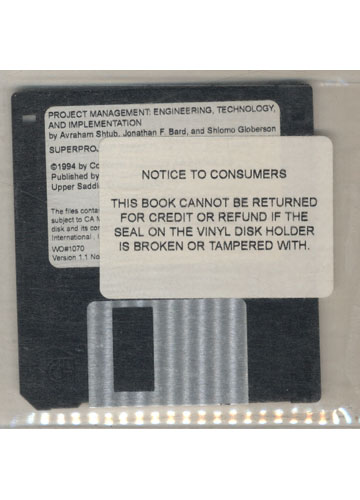 PROJECT MANAGEMENT: ENGINEERING, TECHNOLOGY,
AND IMPLEMENTATION
by Avraham Shtub, Jonathan F. Bard, and Shlomo Globerson
SUPERPROJ
©1994 by Co
Published by
Upper Saddl
The files conta
subject to CA M
disk and its con
International, I
WO#1070
Version 1.1 No
NOTICE TO CONSUMERS
THIS BOOK CANNOT BE RETURNED
FOR CREDIT OR REFUND IF THE
SEAL ON THE VINYL DISK HOLDER
IS BROKEN OR TAMPERED WITH.